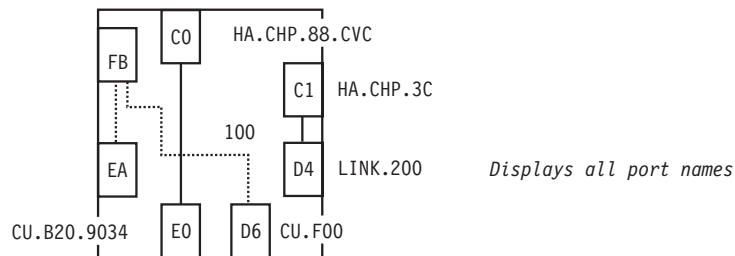 C0 HA.CHP.88.CVC
FB
C1 HA.CHP.3C
100
EA D4 LINK.200 Displays all port names
CU.B20.9034 E0 D6 CU.F00